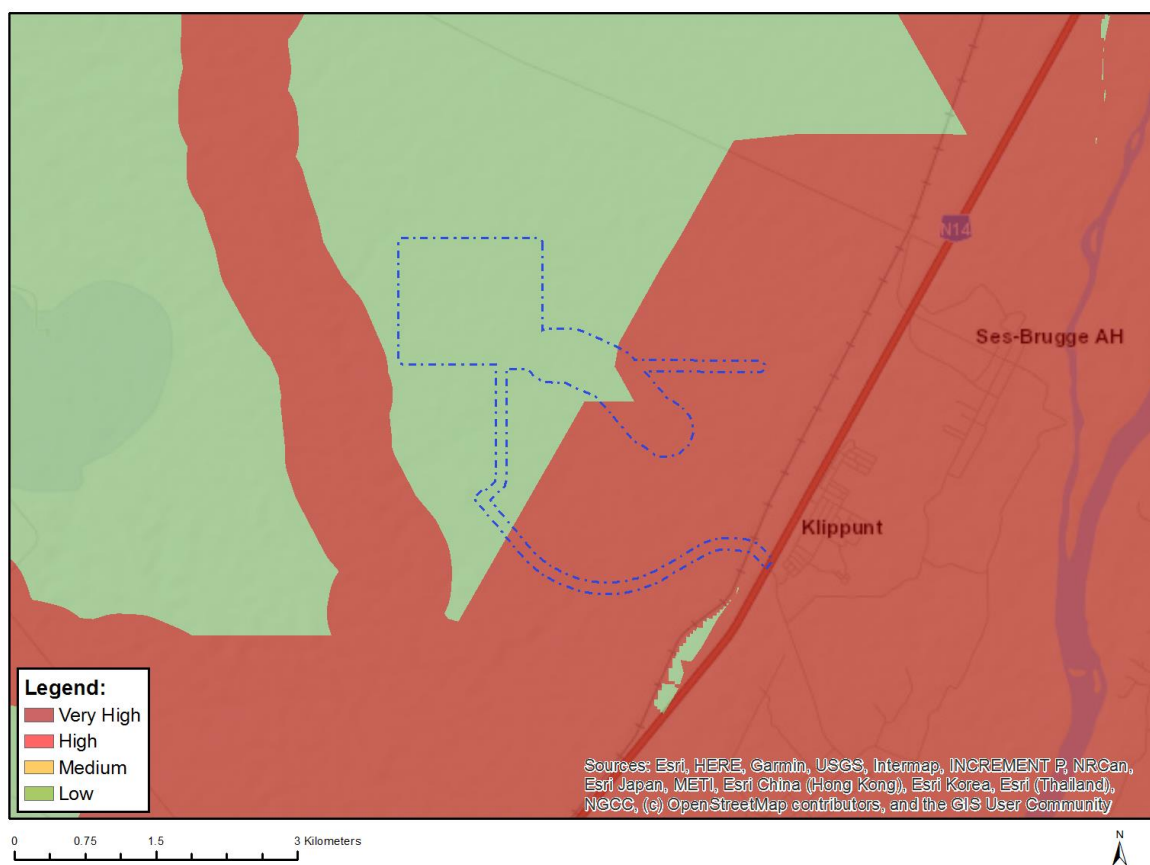 N14
Ses-Brugge AH
Klippunt
Legend:
Very High
High
Medium
Low
Sources: Esri, HERE, Garmin, USGS, Intermap, INCREMENT P, NRCan,
Esri Japan, METI, Esri China (Hong Kong), Esri Korea, Esri (Thailand),
NGCC, (c) OpenStreetMap contributors, and the GIS User Community
0 0.75 1.5 3 Kilometers
N